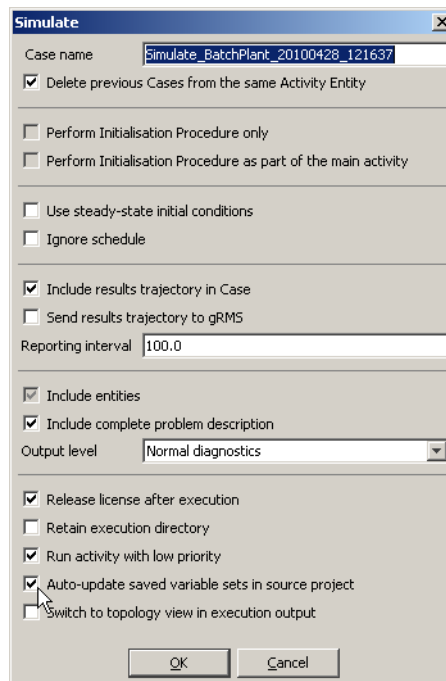 Simulate
Case name Simulate_BatchPlant_20100428_121637
Delete previous Cases from the same Activity Entity
Perform Initialisation Procedure only
Perform Initialisation Procedure as part of the main activity
Use steady-state initial conditions
Ignore schedule
Include results trajectory in Case
Send results trajectory to gRMS
Reporting interval 100.0
Include entities
Include complete problem description
Output level Normal diagnostics
Release license after execution
Retain execution directory
Run activity with low priority
Auto-update saved variable sets in source project
Switch to topology view in execution output
OK Cancel